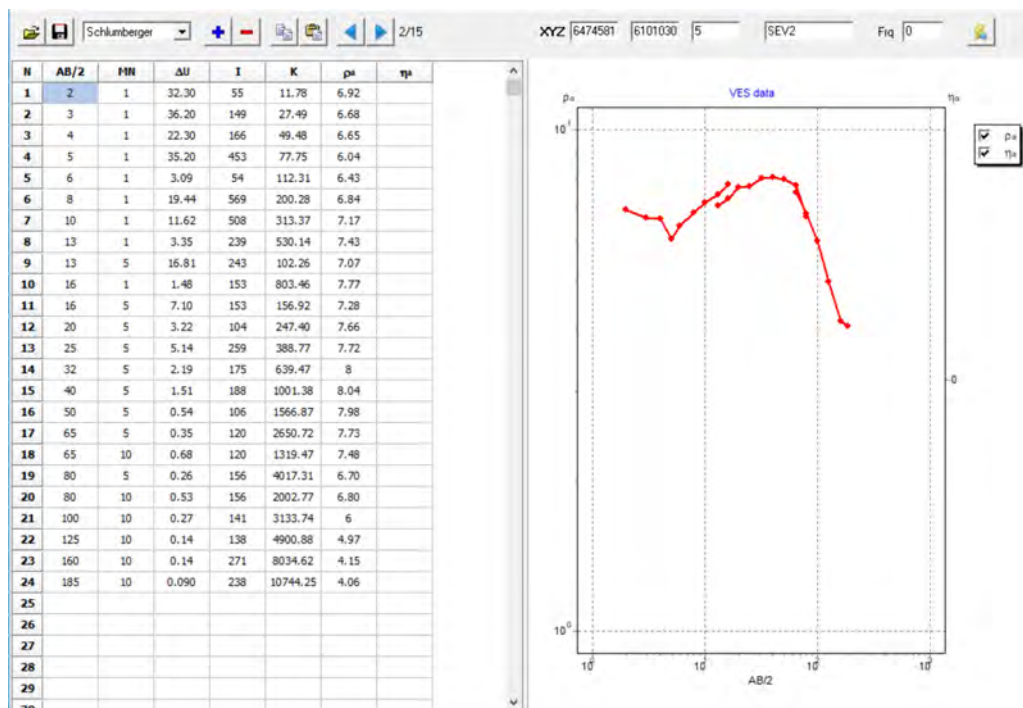 Schlumberger 2/15 XYZ 6474581 6101030 5 SEV2 Fiq 0
N AB/2 MN ΔU I K ρa ηa
1 2 1 32.30 55 11.78 6.92
2 3 1 36.20 149 27.49 6.68
3 4 1 22.30 166 49.48 6.65
4 5 1 35.20 453 77.75 6.04
5 6 1 3.09 54 112.31 6.43
6 8 1 19.44 569 200.28 6.84
7 10 1 11.62 508 313.37 7.17
8 13 1 3.35 239 530.14 7.43
9 13 5 16.81 243 102.26 7.07
10 16 1 1.48 153 803.46 7.77
11 16 5 7.10 153 156.92 7.28
12 20 5 3.22 104 247.40 7.66
13 25 5 5.14 259 388.77 7.72
14 32 5 2.19 175 639.47 8
15 40 5 1.51 188 1001.38 8.04
16 50 5 0.54 106 1566.87 7.98
17 65 5 0.35 120 2650.72 7.73
18 65 10 0.68 120 1319.47 7.48
19 80 5 0.26 156 4017.31 6.70
20 80 10 0.53 156 2002.77 6.80
21 100 10 0.27 141 3133.74 6
22 125 10 0.14 138 4900.88 4.97
23 160 10 0.14 271 8034.62 4.15
24 185 10 0.090 238 10744.25 4.06
25
26
27
28
29
VES data
ρa ηa
10¹
ρa
ηa
0
10⁰
AB/2